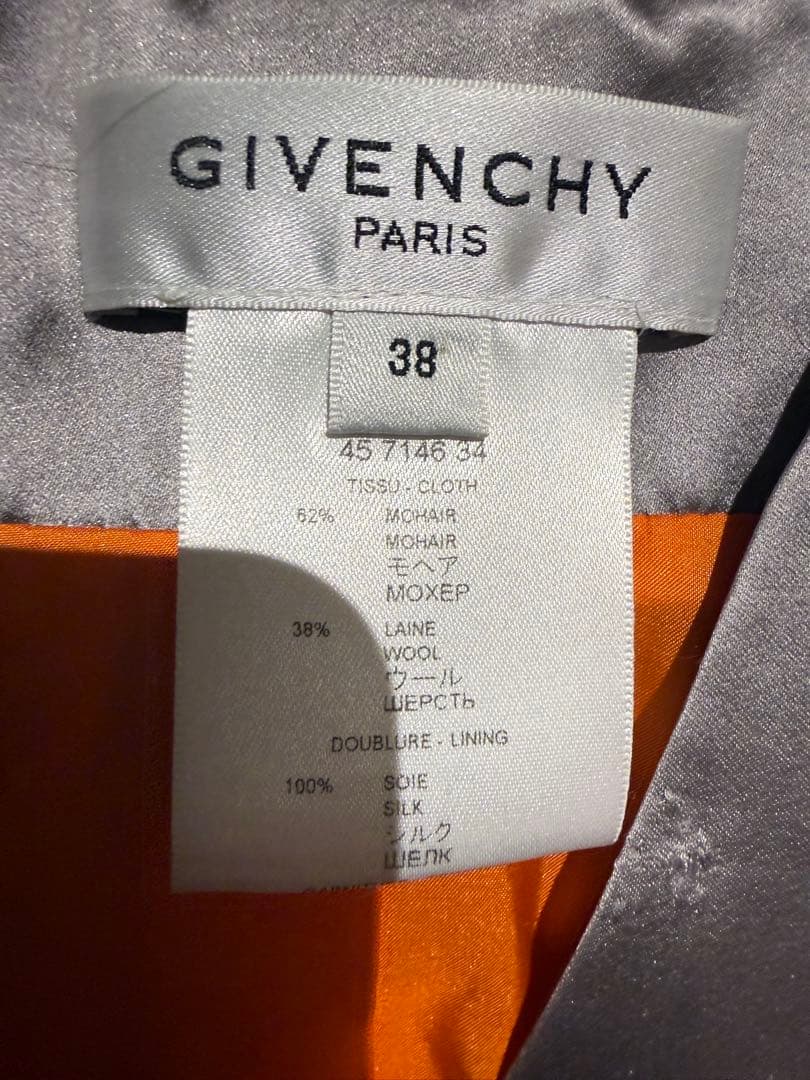 GIVENCHY
PARIS
38
45 7146 34
TISSU - CLOTH
62% MOHAIR
MOHAIR
モヘア
МОХЕР
38% LAINE
WOOL
ウール
ШЕРСТЬ
DOUBLURE - LINING
100% SOIE
SILK
シルク
ШЕЛК